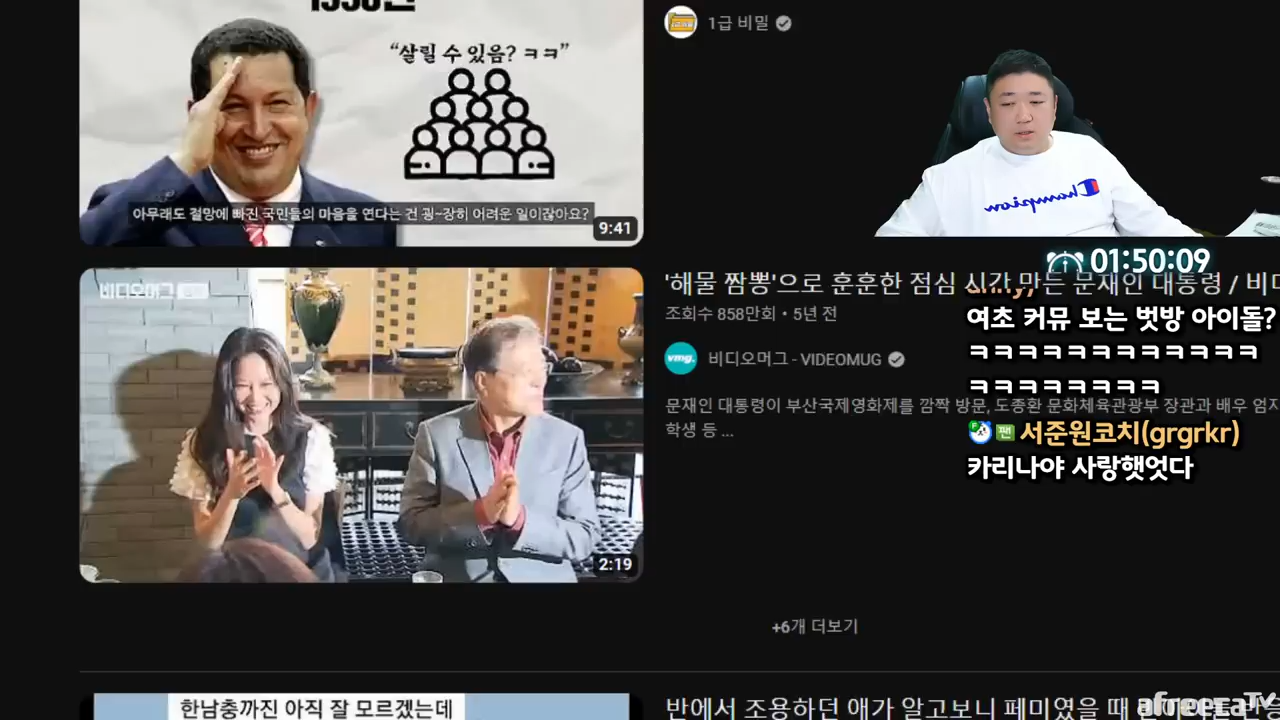 1998년
“살릴 수 있음? ㅋㅋ”
아무래도 절망에 빠진 국민들의 마음을 연다는 건 굉~장히 어려운 일이잖아요?
9:41
1급 비밀
Champion
01:50:09
비디오머그
'해물 짬뽕'으로 훈훈한 점심 시간 만든 문재인 대통령 / 비디
조회수 858만회 • 5년 전
여초 커뮤 보는 벗방 아이돌?
ㅋㅋㅋㅋㅋㅋㅋㅋㅋㅋㅋㅋ
vmg.
비디오머그 - VIDEOMUG
ㅋㅋㅋㅋㅋㅋㅋㅋ
문재인 대통령이 부산국제영화제를 깜짝 방문, 도종환 문화체육관광부 장관과 배우 엄지
학생 등 ...
팬 서준원코치(grgrkr)
카리나야 사랑햇엇다
2:19
+6개 더보기
한남충까진 아직 잘 모르겠는데
반에서 조용하던 애가 알고보니 페미였을 때
afreecaTV